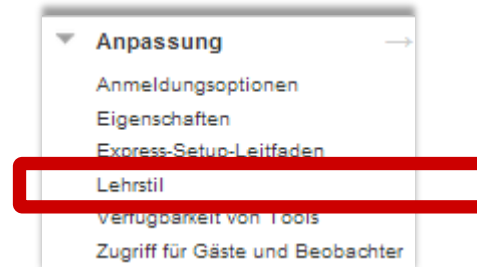 Anpassung
Anmeldungsoptionen
Eigenschaften
Express-Setup-Leitfaden
Lehrstil
Verfügbarkeit von Tools
Zugriff für Gäste und Beobachter